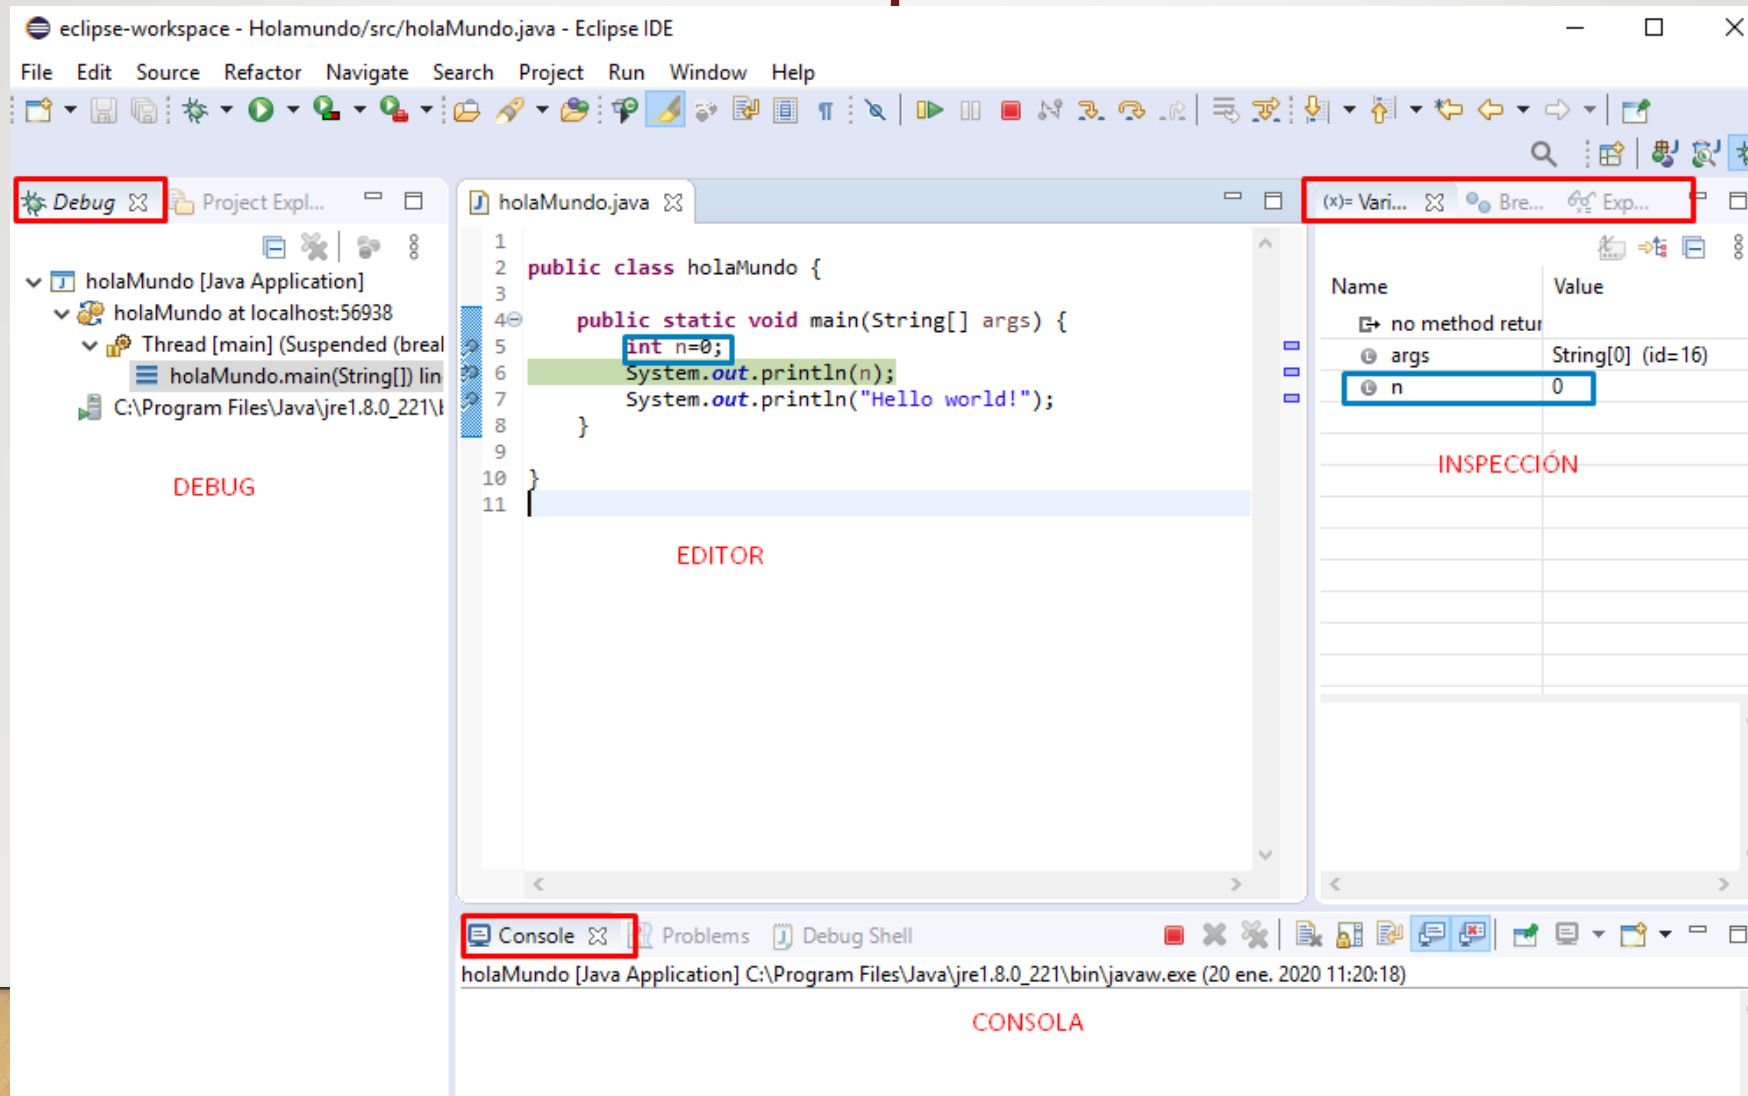 eclipse-workspace - Holamundo/src/holaMundo.java - Eclipse IDE
File Edit Source Refactor Navigate Search Project Run Window Help
Debug Project Expl...
holaMundo [Java Application]
holaMundo at localhost:56938
Thread [main] (Suspended (breal
holaMundo.main(String[]) lin
C:\Program Files\Java\jre1.8.0_221\l
DEBUG
holaMundo.java
1
2 public class holaMundo {
3
4 public static void main(String[] args) {
5 int n=0;
6 System.out.println(n);
7 System.out.println("Hello world!");
8 }
9
10 }
11
EDITOR
(x)= Vari... Bre... Exp...
Name Value
no method retur
args String[0] (id=16)
n 0
INSPECCIÓN
Console Problems Debug Shell
holaMundo [Java Application] C:\Program Files\Java\jre1.8.0_221\bin\javaw.exe (20 ene. 2020 11:20:18)
CONSOLA